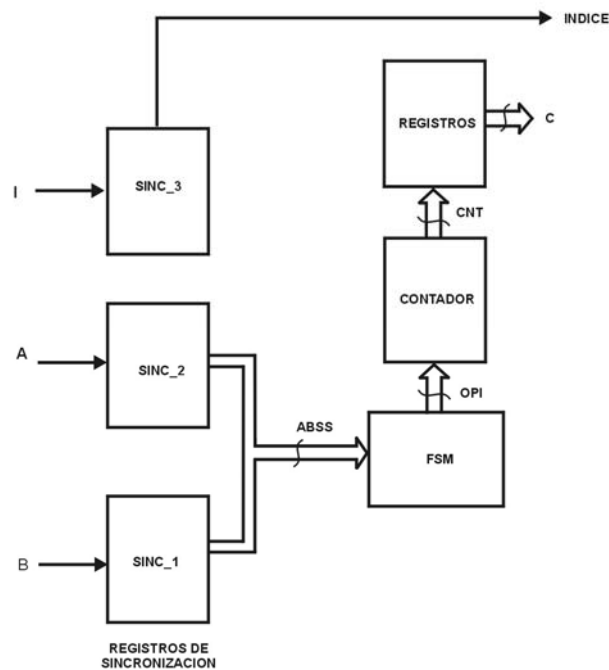 INDICE
REGISTROS
C
SINC_3
I
CNT
CONTADOR
A
SINC_2
OPI
ABSS
FSM
B
SINC_1
REGISTROS DE
SINCRONIZACION